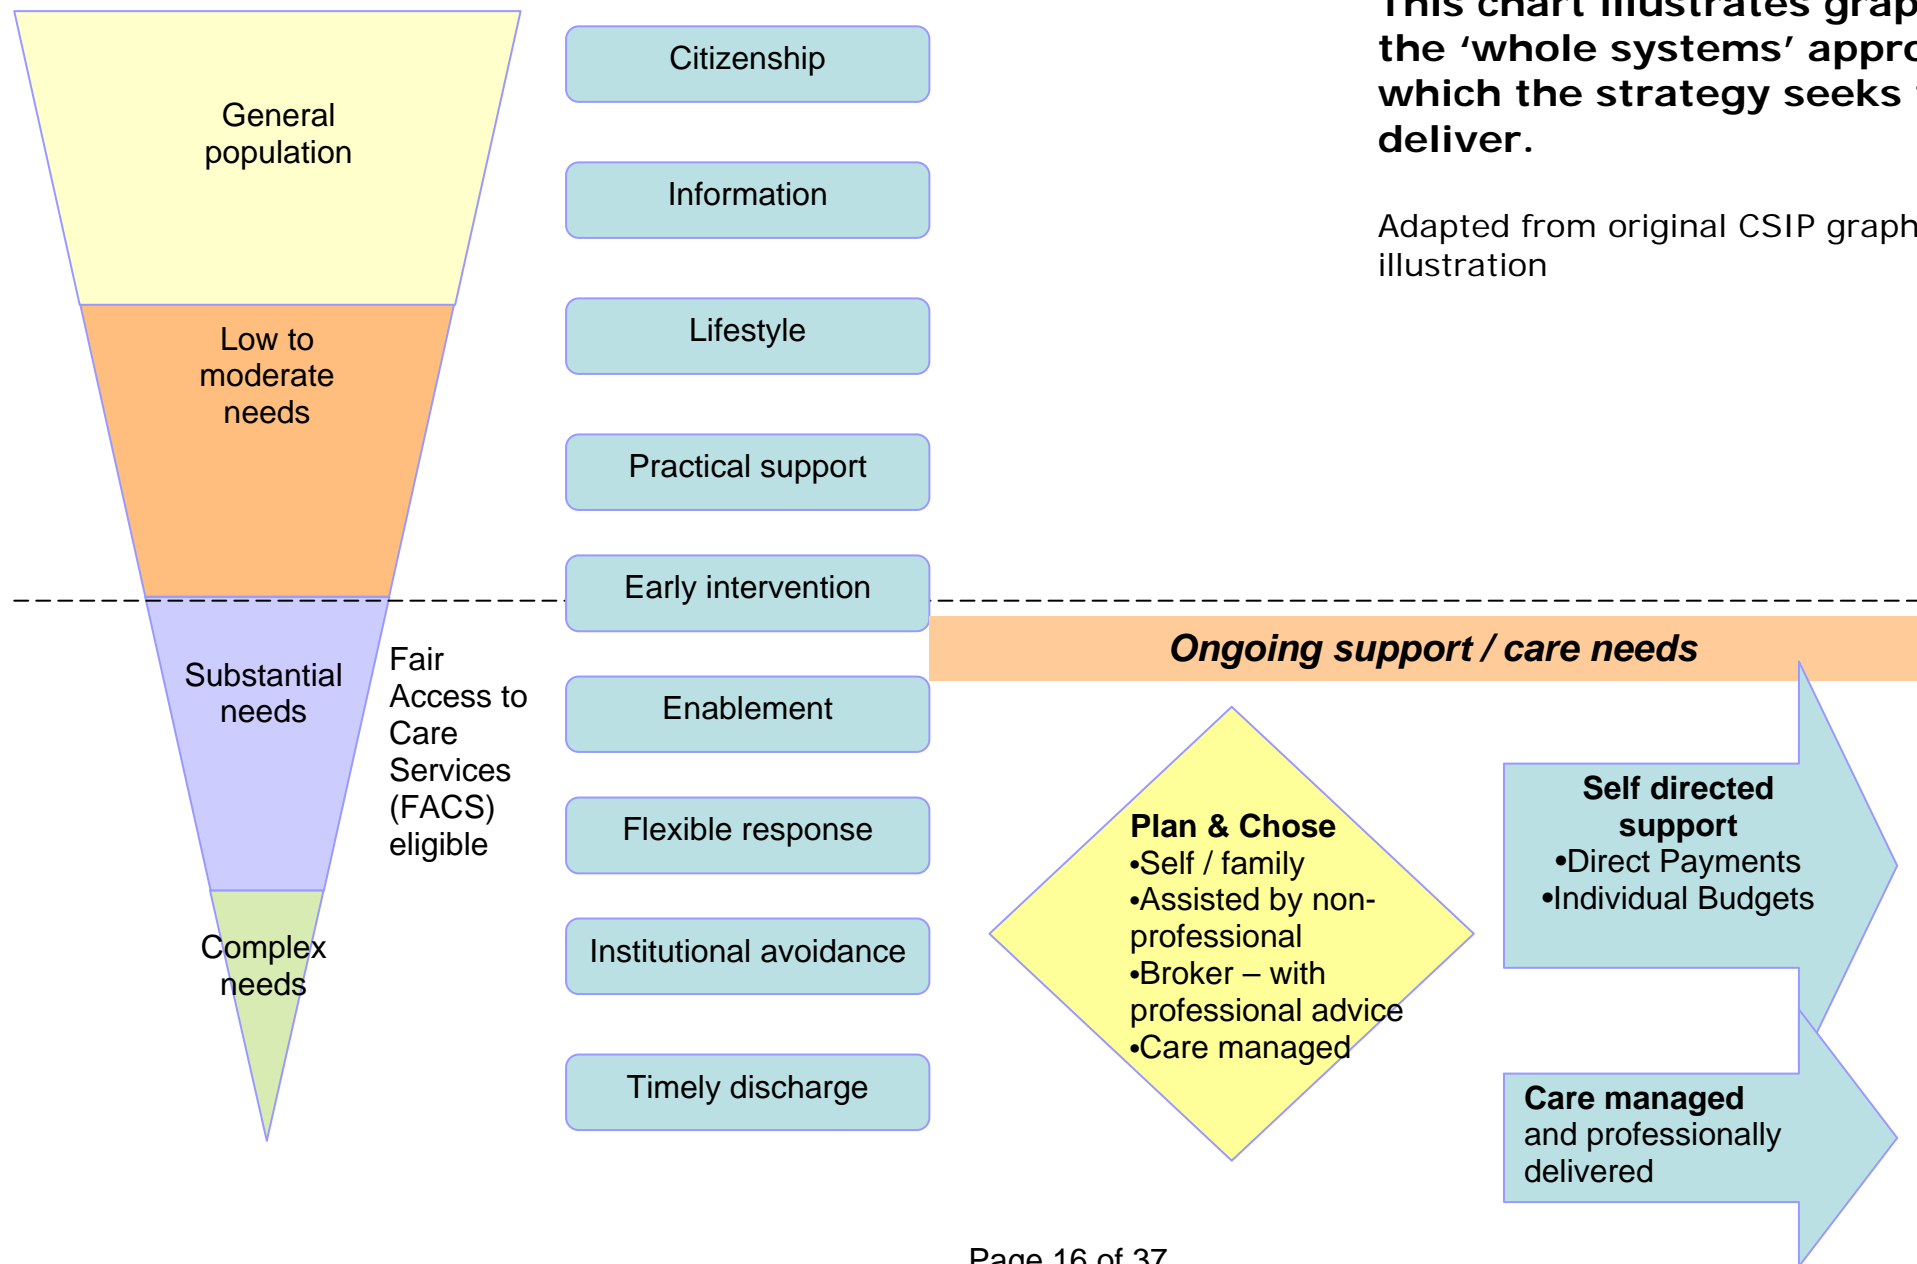 This chart illustrates
the ‘whole systems’
which the strategy seeks
deliver.
Adapted from original CSIP
illustration
General
population
Low to
moderate
needs
Substantial
needs
Complex
needs
Fair
Access to
Care
Services
(FACS)
eligible
Citizenship
Information
Lifestyle
Practical support
Early intervention
Enablement
Flexible response
Institutional avoidance
Timely discharge
Ongoing support / care needs
Plan & Chose
•Self / family
•Assisted by non-
professional
•Broker – with
professional advice
•Care managed
Self directed
support
•Direct Payments
•Individual Budgets
Care managed
and professionally
delivered
Page 16 of 37